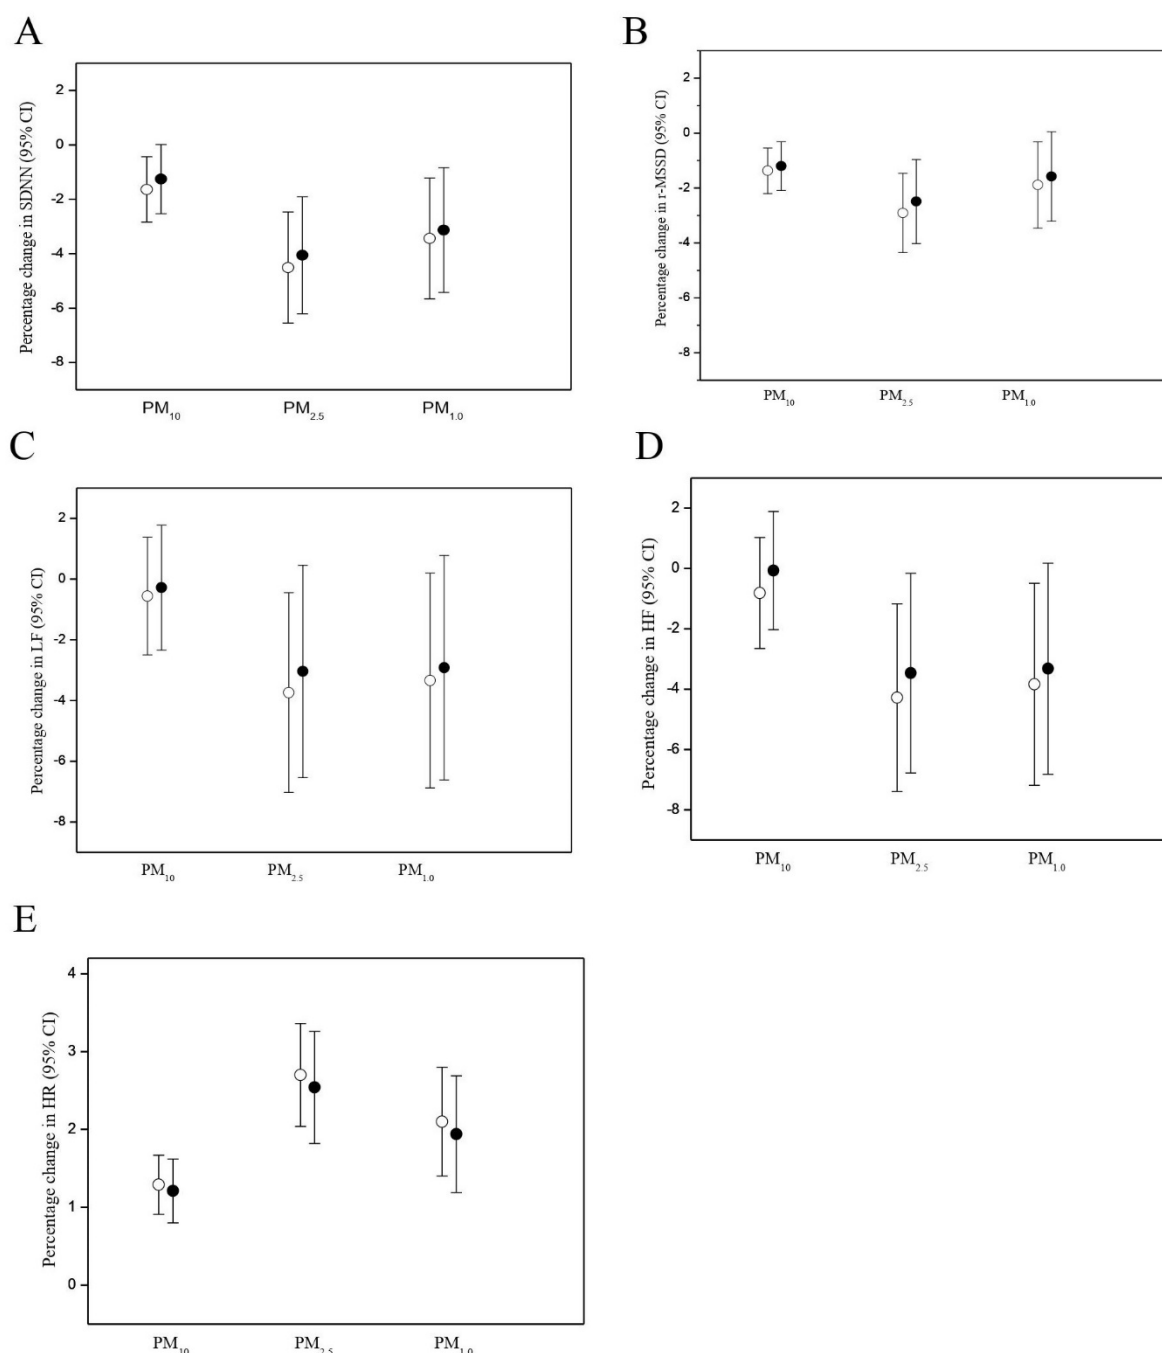 A
Percentage change in SDNN (95% CI)
2
0
-2
-4
-6
-8
PM10
PM2.5
PM1.0
B
Percentage change in r-MSSD (95% CI)
2
0
-2
-4
-6
-8
PM10
PM2.5
PM1.0
C
Percentage change in LF (95% CI)
2
0
-2
-4
-6
-8
PM10
PM2.5
PM1.0
D
Percentage change in HF (95% CI)
2
0
-2
-4
-6
-8
PM10
PM2.5
PM1.0
E
Percentage change in HR (95% CI)
4
3
2
1
0
PM10
PM2.5
PM1.0